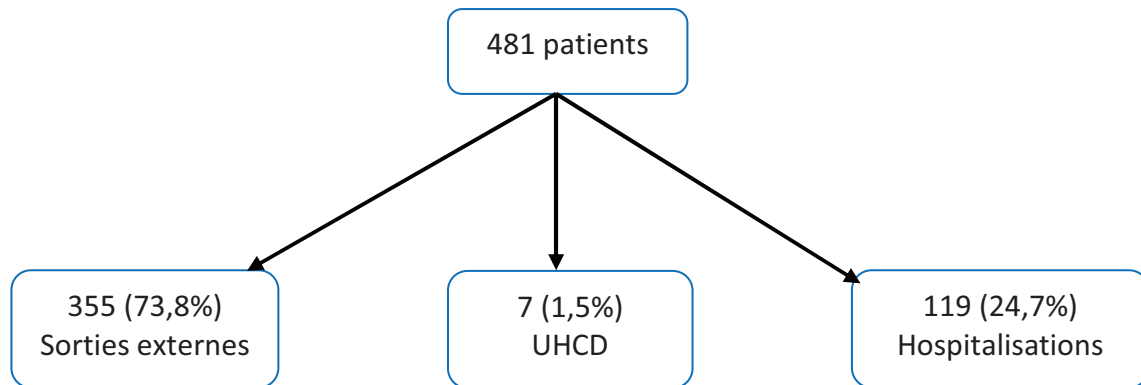 481 patients
355 (73,8%)
Sorties externes
7 (1,5%)
UHCD
119 (24,7%)
Hospitalisations